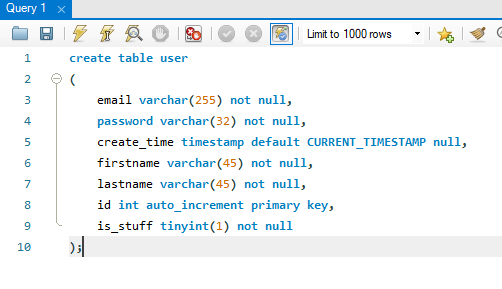 Query 1
Limit to 1000 rows
1 create table user
2 (
3 email varchar(255) not null,
4 password varchar(32) not null,
5 create_time timestamp default CURRENT_TIMESTAMP null,
6 firstname varchar(45) not null,
7 lastname varchar(45) not null,
8 id int auto_increment primary key,
9 is_stuff tinyint(1) not null
10 );